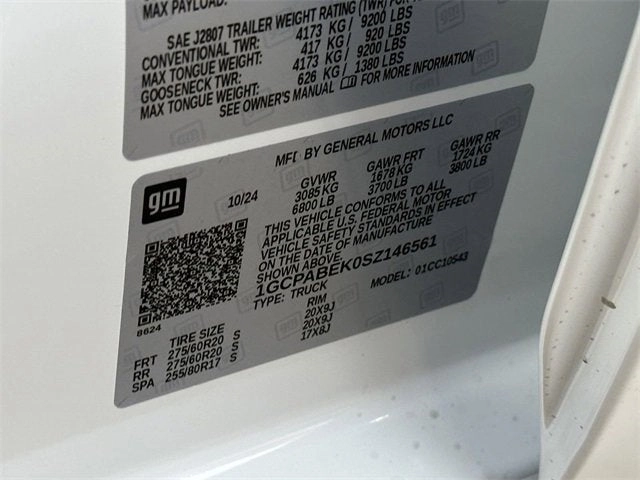 MAX PAYLOAD:
SAE J2807 TRAILER WEIGHT RATING (TWR) FOR
CONVENTIONAL TWR: 4173 KG / 9200 LBS
MAX TONGUE WEIGHT: 417 KG / 920 LBS
GOOSENECK TWR: 4173 KG / 9200 LBS
MAX TONGUE WEIGHT: 626 KG / 1380 LBS
SEE OWNER'S MANUAL FOR MORE INFORMATION
MFD BY GENERAL MOTORS LLC
gm
10/24
GVWR GAWR FRT GAWR RR
3085 KG 1678 KG 1724 KG
6800 LB 3700 LB 3800 LB
THIS VEHICLE CONFORMS TO ALL
APPLICABLE U.S. FEDERAL MOTOR
VEHICLE SAFETY STANDARDS IN EFFECT
ON THE DATE OF MANUFACTURE
SHOWN ABOVE
1GCPABEK0SZ146561
TYPE: TRUCK MODEL: 01CC10543
8624
TIRE SIZE RIM
FRT 275/60R20 S 20X9J
RR 275/60R20 S 20X9J
SPA 255/80R17 S 17X8J